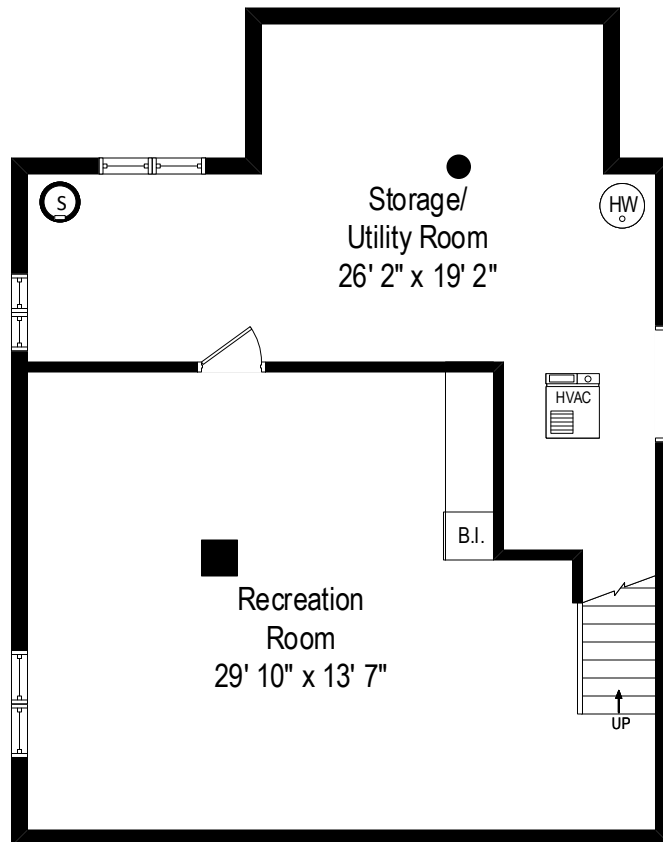 S
Storage/
Utility Room
26' 2" x 19' 2"
HW
HVAC
B.I.
Recreation
Room
29' 10" x 13' 7"
UP